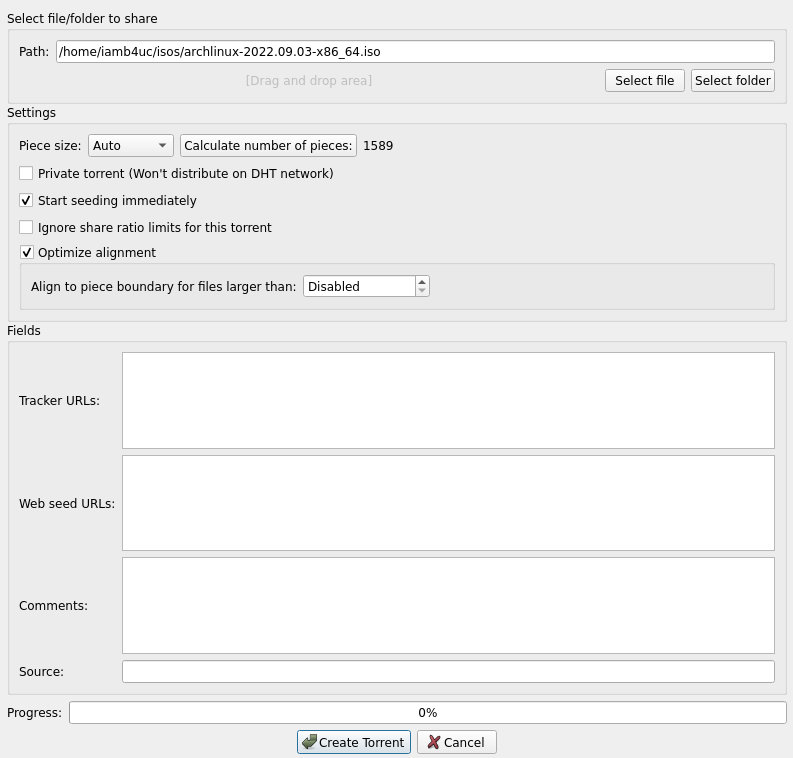 Select file/folder to share
Path: /home/iamb4uc/isos/archlinux-2022.09.03-x86_64.iso
[Drag and drop area] Select file Select folder
Settings
Piece size: Auto Calculate number of pieces: 1589
Private torrent (Won't distribute on DHT network)
Start seeding immediately
Ignore share ratio limits for this torrent
Optimize alignment
Align to piece boundary for files larger than: Disabled
Fields
Tracker URLs:
Web seed URLs:
Comments:
Source:
Progress: 0%
Create Torrent Cancel